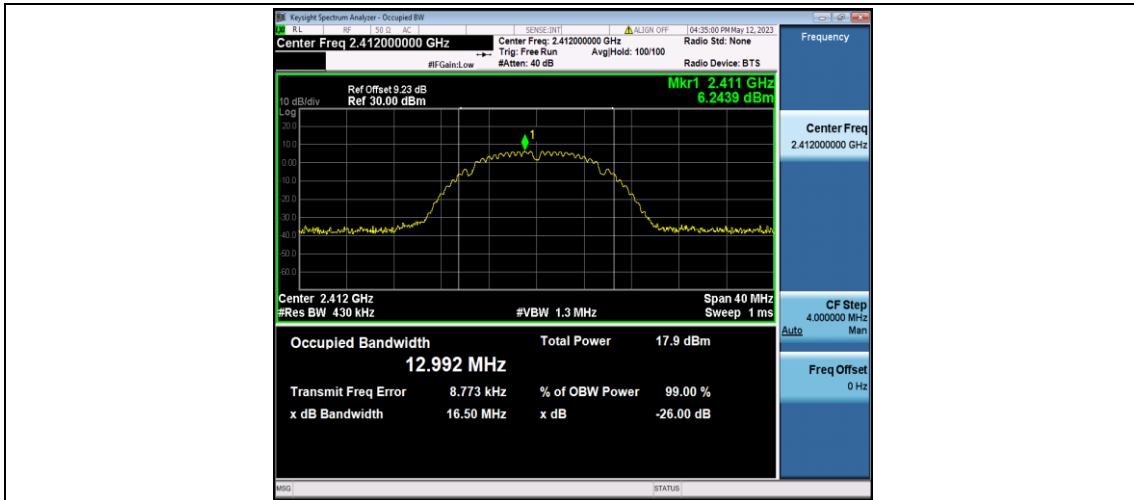 Keysight Spectrum Analyzer - Occupied BW
RL RF 50 Ω AC SENSE:INT ALIGN OFF 04:35:00 PM May 12, 2023
Center Freq 2.412000000 GHz
Center Freq: 2.412000000 GHz Radio Std: None
Trig: Free Run Avg|Hold: 100/100
#IFGain:Low #Atten: 40 dB Radio Device: BTS
Frequency
Ref Offset 9.23 dB
10 dB/div Ref 30.00 dBm
Mkr1 2.411 GHz
6.2439 dBm
Log
20.0
10.0
0.00
-10.0
-20.0
-30.0
-40.0
-50.0
-60.0
1
Center 2.412 GHz Span 40 MHz
#Res BW 430 kHz #VBW 1.3 MHz Sweep 1 ms
Occupied Bandwidth Total Power 17.9 dBm
12.992 MHz
Transmit Freq Error 8.773 kHz % of OBW Power 99.00 %
x dB Bandwidth 16.50 MHz x dB -26.00 dB
Center Freq
2.412000000 GHz
CF Step
4.000000 MHz
Auto Man
Freq Offset
0 Hz
MSG STATUS